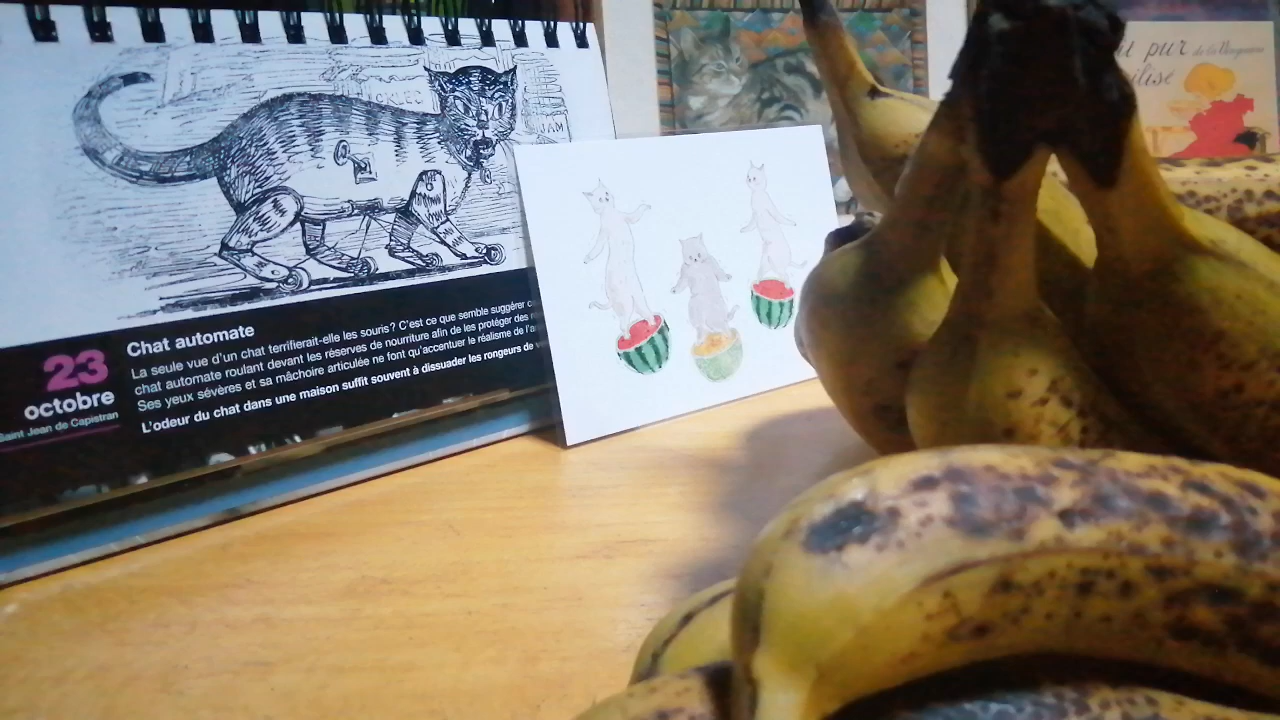 JAM
23
octobre
Saint Jean de Capistran
Chat automate
La seule vue d'un chat terrifierait-elle les souris? C'est ce que semble suggérer
chat automate roulant devant les réserves de nourriture afin de les protéger des
Ses yeux sévères et sa mâchoire articulée ne font qu'accentuer le réalisme de
L'odeur du chat dans une maison suffit souvent à dissuader les rongeurs de
pur de la